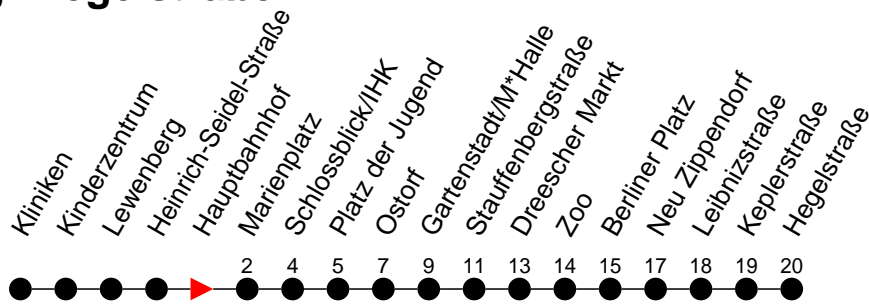 Kliniken
Kinderzentrum
Lewenberg
Heinrich-Seidel-Straße
Hauptbahnhof
Marienplatz
Schlossblick/IHK
Platz der Jugend
Ostorf
Gartenstadt/M*Halle
Stauffenbergstraße
Dreescher Markt
Zoo
Berliner Platz
Neu Zippendorf
Leibnizstraße
Keplerstraße
Hegelstraße
2 4 5 7 9 11 13 14 15 17 18 19 20